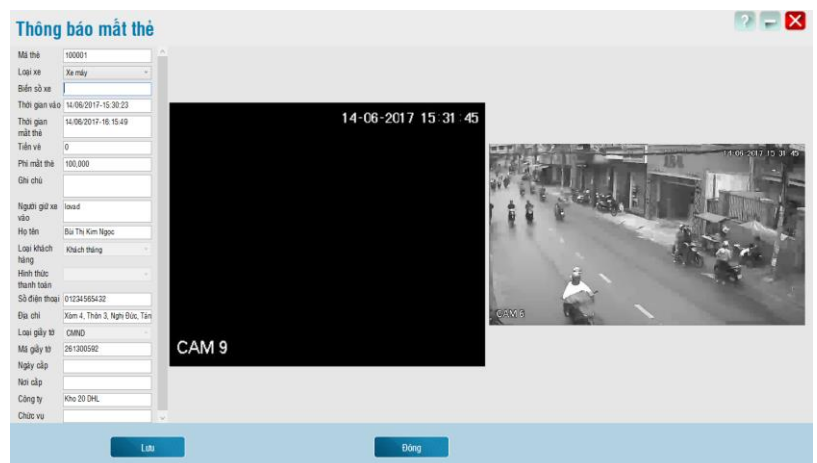 Thông báo mất thẻ
? – X
Mã thẻ 100001
Loại xe Xe máy
Biển số xe
Thời gian vào 14/06/2017-15:30:23
Thời gian mất thẻ 14/06/2017-16:15:49
Tiền vé 0
Phí mất thẻ 100,000
Ghi chú
Người giữ xe vào lovad
Họ tên Bùi Thị Kim Ngọc
Loại khách hàng Khách tháng
Hình thức thanh toán
Số điện thoại 01234565432
Địa chỉ Xóm 4, Thôn 3, Nghị Đức, Tán
Loại giấy tờ CMND
Mã giấy tờ 261300592
Ngày cấp
Nơi cấp
Công ty Kho 20 DHL
Chức vụ
14-06-2017 15:31:45
CAM 9
14-06-2017 15:31:45
CAM 6
Lưu
Đóng